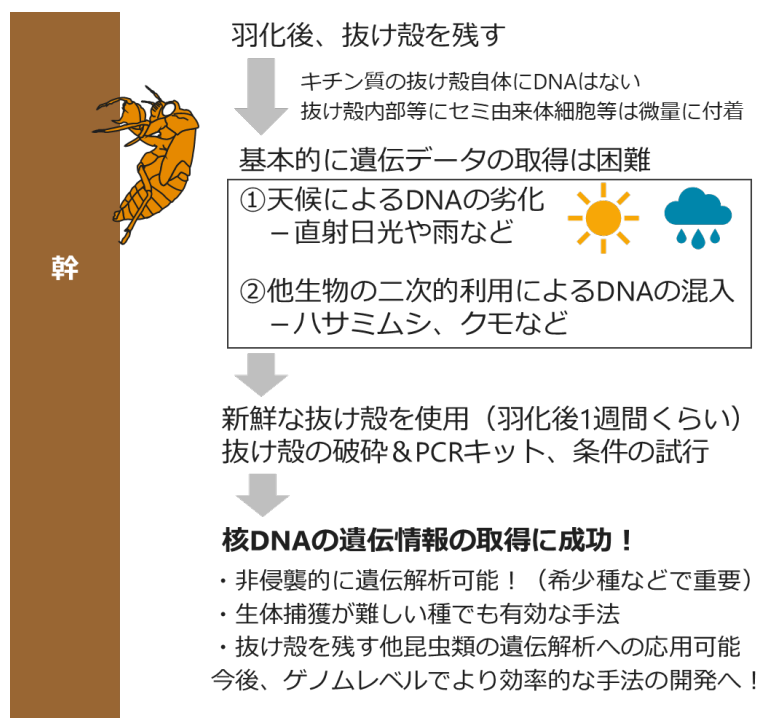 羽化後、抜け殻を残す
キチン質の抜け殻自体にDNAはない
抜け殻内部等にセミ由来体細胞等は微量に付着
基本的に遺伝データの取得は困難
①天候によるDNAの劣化
－直射日光や雨など
幹
②他生物の二次的利用によるDNAの混入
－ハサミムシ、クモなど
新鮮な抜け殻を使用（羽化後1週間くらい）
抜け殻の破砕＆PCRキット、条件の試行
核DNAの遺伝情報の取得に成功！
・非侵襲的に遺伝解析可能！（希少種などで重要）
・生体捕獲が難しい種でも有効な手法
・抜け殻を残す他昆虫類の遺伝解析への応用可能
今後、ゲノムレベルでより効率的な手法の開発へ！